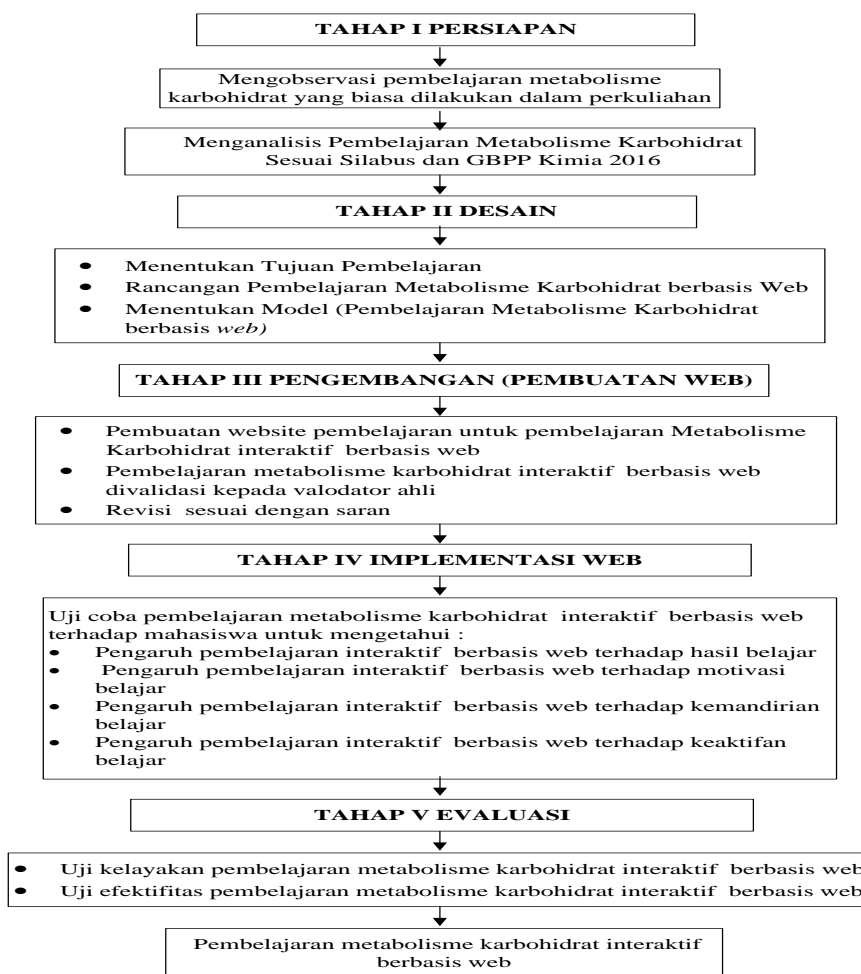 TAHAP I PERSIAPAN
Mengobservasi pembelajaran metabolisme
karbohidrat yang biasa dilakukan dalam perkuliahan
Menganalisis Pembelajaran Metabolisme Karbohidrat
Sesuai Silabus dan GBPP Kimia 2016
TAHAP II DESAIN
• Menentukan Tujuan Pembelajaran
• Rancangan Pembelajaran Metabolisme Karbohidrat berbasis Web
• Menentukan Model (Pembelajaran Metabolisme Karbohidrat
berbasis web)
TAHAP III PENGEMBANGAN (PEMBUATAN WEB)
• Pembuatan website pembelajaran untuk pembelajaran Metabolisme
Karbohidrat interaktif berbasis web
• Pembelajaran metabolisme karbohidrat interaktif berbasis web
divalidasi kepada valodator ahli
• Revisi sesuai dengan saran
TAHAP IV IMPLEMENTASI WEB
Uji coba pembelajaran metabolisme karbohidrat interaktif berbasis web
terhadap mahasiswa untuk mengetahui :
• Pengaruh pembelajaran interaktif berbasis web terhadap hasil belajar
• Pengaruh pembelajaran interaktif berbasis web terhadap motivasi
belajar
• Pengaruh pembelajaran interaktif berbasis web terhadap kemandirian
belajar
• Pengaruh pembelajaran interaktif berbasis web terhadap keaktifan
belajar
TAHAP V EVALUASI
• Uji kelayakan pembelajaran metabolisme karbohidrat interaktif berbasis web
• Uji efektifitas pembelajaran metabolisme karbohidrat interaktif berbasis web
Pembelajaran metabolisme karbohidrat interaktif
berbasis web